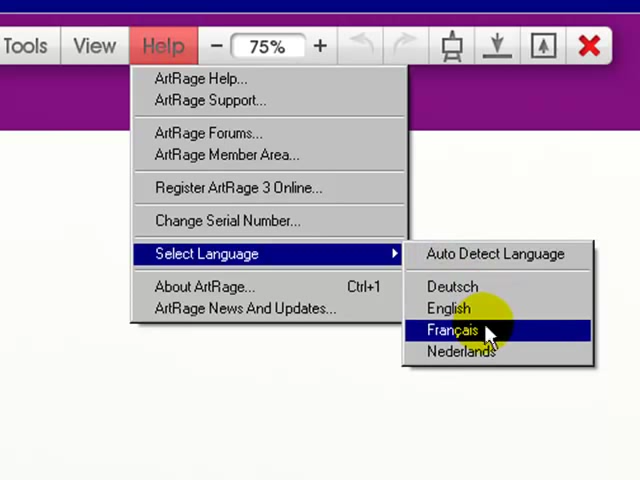 Tools View Help − 75% +
ArtRage Help...
ArtRage Support...
ArtRage Forums...
ArtRage Member Area...
Register ArtRage 3 Online...
Change Serial Number...
Select Language
About ArtRage... Ctrl+1
ArtRage News And Updates...
Auto Detect Language
Deutsch
English
Français
Nederlands